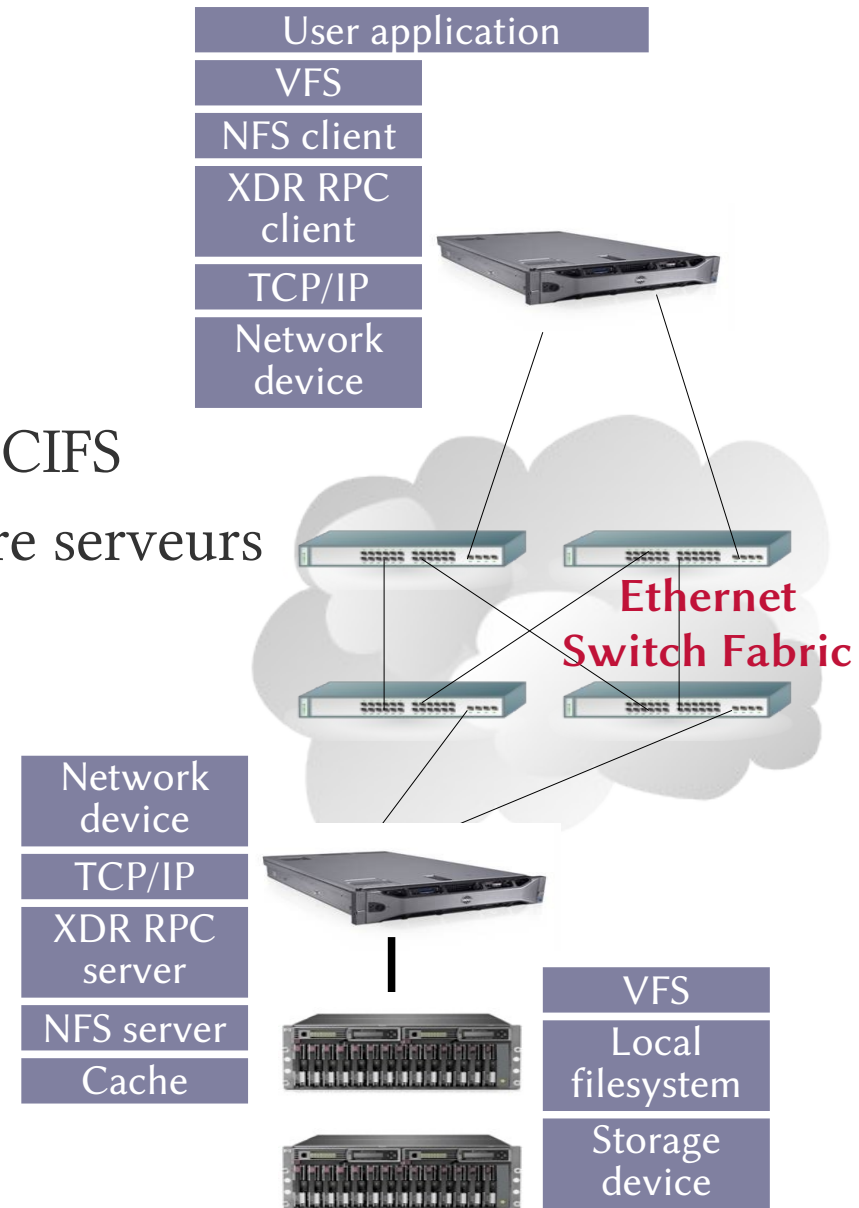 User application
VFS
NFS client
XDR RPC
client
TCP/IP
Network
device
CIFS
serveurs
Ethernet
Switch Fabric
Network
device
TCP/IP
XDR RPC
server
NFS server
Cache
VFS
Local
filesystem
Storage
device